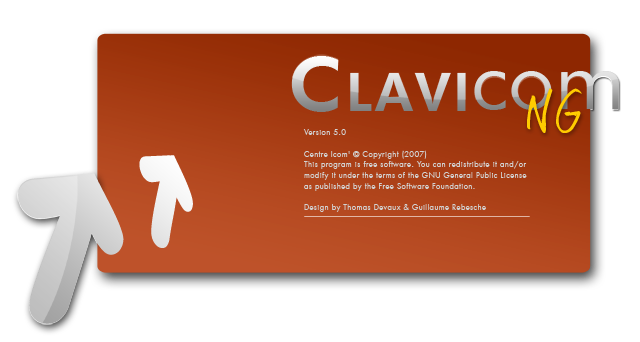 CLAVICOM
NG
Version 5.0
Centre Icom' © Copyright (2007)
This program is free software. You can redistribute it and/or
modify it under the terms of the GNU General Public License
as published by the Free Software Foundation.
Design by Thomas Devaux & Guillaume Rebesche